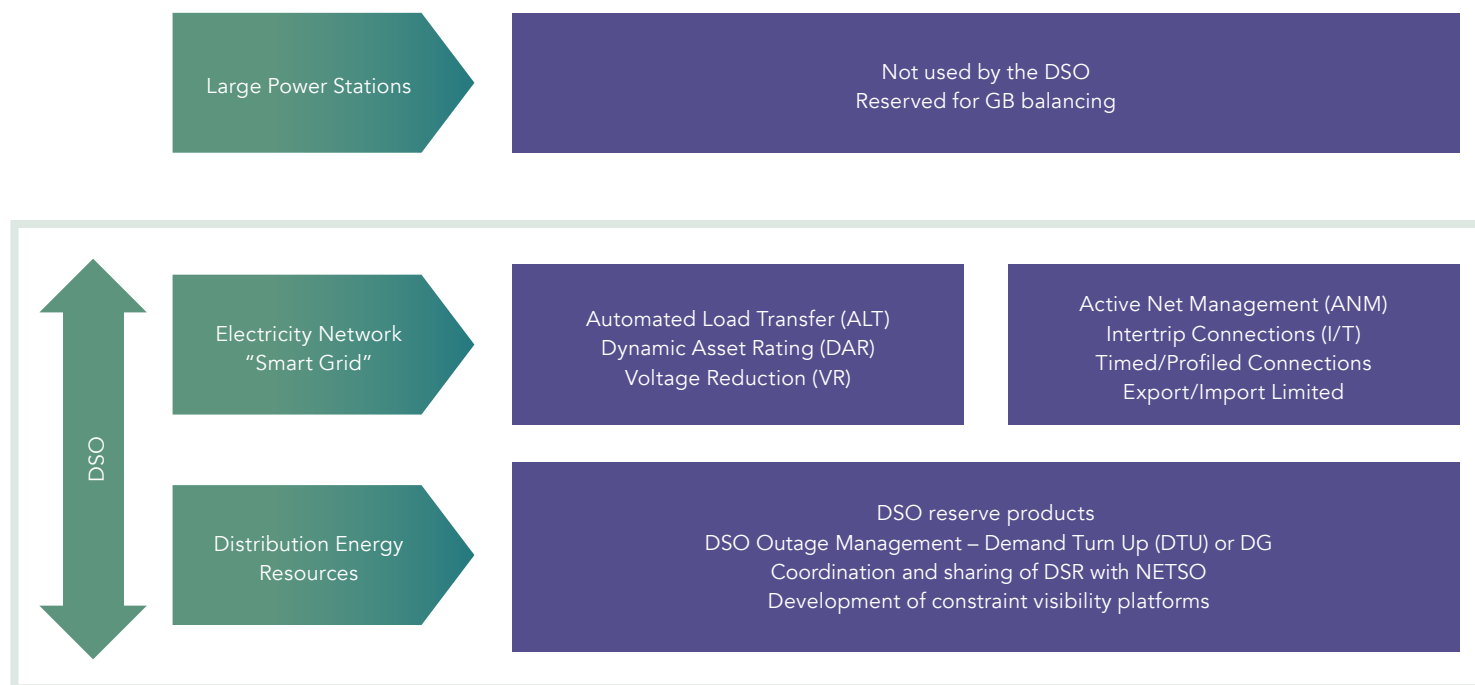 Large Power Stations
Not used by the DSO
Reserved for GB balancing
DSO
Electricity Network
“Smart Grid”
Automated Load Transfer (ALT)
Dynamic Asset Rating (DAR)
Voltage Reduction (VR)
Active Net Management (ANM)
Intertrip Connections (I/T)
Timed/Profiled Connections
Export/Import Limited
Distribution Energy
Resources
DSO reserve products
DSO Outage Management – Demand Turn Up (DTU) or DG
Coordination and sharing of DSR with NETSO
Development of constraint visibility platforms